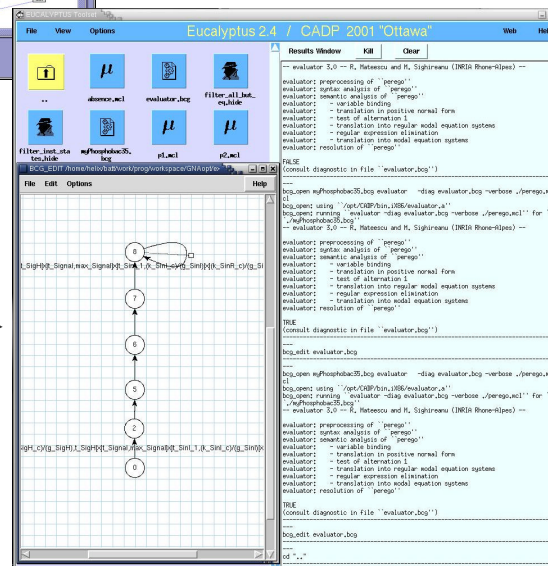 EUCALYPTUS Toolset
File View Options Eucalyptus 2.4 / CADP 2001 "Ottawa" Web Help
..
absence.mcl
evaluator.bcg
filter_all_but_
eq.hide
filter_inst_sta
tes.hide
myPhosphobac35.
bcg
p1.mcl
p2.mcl
BCG_EDIT /home/helix/batt/work/prog/workspace/GNAopt/ex
File Edit Options Help
8
7
6
5
2
0
Results Window Kill Clear
-- evaluator 3.0 -- R. Mateescu and M. Sighireanu (INRIA Rhone-Alpes) --
evaluator: preprocessing of ``perego''
evaluator: syntax analysis of ``perego''
evaluator: semantic analysis of ``perego''
evaluator: - variable binding
evaluator: - translation in positive normal form
evaluator: - test of alternation 1
evaluator: - translation into regular modal equation systems
evaluator: - regular expression elimination
evaluator: - translation into modal equation systems
evaluator: resolution of ``perego''
FALSE
(consult diagnostic in file ``evaluator.bcg'')
---
bcg_open myPhosphobac35.bcg evaluator -diag evaluator.bcg -verbose ./perego.m
cl
bcg_open: using ``/opt/CADP/bin.iX86/evaluator.a''
bcg_open: running ``evaluator -diag evaluator.bcg -verbose ./perego.mcl'' for `
`./myPhosphobac35.bcg''
-- evaluator 3.0 -- R. Mateescu and M. Sighireanu (INRIA Rhone-Alpes) --
evaluator: preprocessing of ``perego''
evaluator: syntax analysis of ``perego''
evaluator: semantic analysis of ``perego''
evaluator: - variable binding
evaluator: - translation in positive normal form
evaluator: - test of alternation 1
evaluator: - translation into regular modal equation systems
evaluator: - regular expression elimination
evaluator: - translation into modal equation systems
evaluator: resolution of ``perego''
TRUE
(consult diagnostic in file ``evaluator.bcg'')
---
bcg_edit evaluator.bcg
---
bcg_open myPhosphobac35.bcg evaluator -diag evaluator.bcg -verbose ./perego.m
cl
bcg_open: using ``/opt/CADP/bin.iX86/evaluator.a''
bcg_open: running ``evaluator -diag evaluator.bcg -verbose ./perego.mcl'' for `
`./myPhosphobac35.bcg''
-- evaluator 3.0 -- R. Mateescu and M. Sighireanu (INRIA Rhone-Alpes) --
evaluator: preprocessing of ``perego''
evaluator: syntax analysis of ``perego''
evaluator: semantic analysis of ``perego''
evaluator: - variable binding
evaluator: - translation in positive normal form
evaluator: - test of alternation 1
evaluator: - translation into regular modal equation systems
evaluator: - regular expression elimination
evaluator: - translation into modal equation systems
evaluator: resolution of ``perego''
TRUE
(consult diagnostic in file ``evaluator.bcg'')
---
bcg_edit evaluator.bcg
---
cd ".."